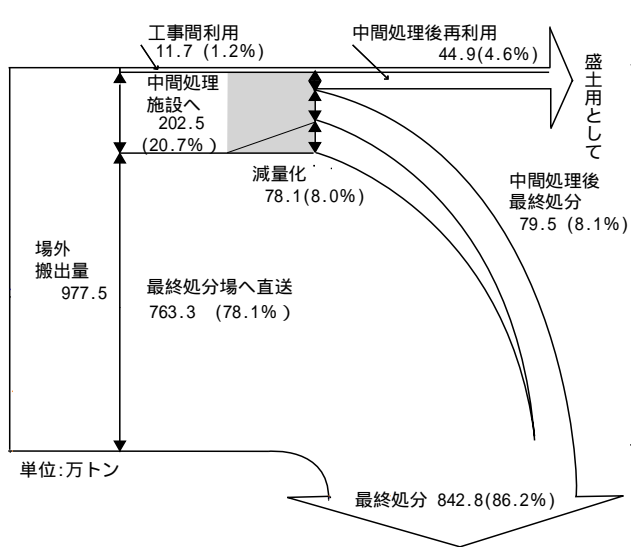 工事間利用
11.7 (1.2%)
中間処理後再利用
44.9(4.6%)
盛土用として
中間処理
施設へ
202.5
(20.7% )
減量化
78.1(8.0%)
中間処理後
最終処分
79.5 (8.1%)
場外
搬出量
977.5
最終処分場へ直送
763.3 (78.1% )
単位:万トン
最終処分 842.8(86.2%)